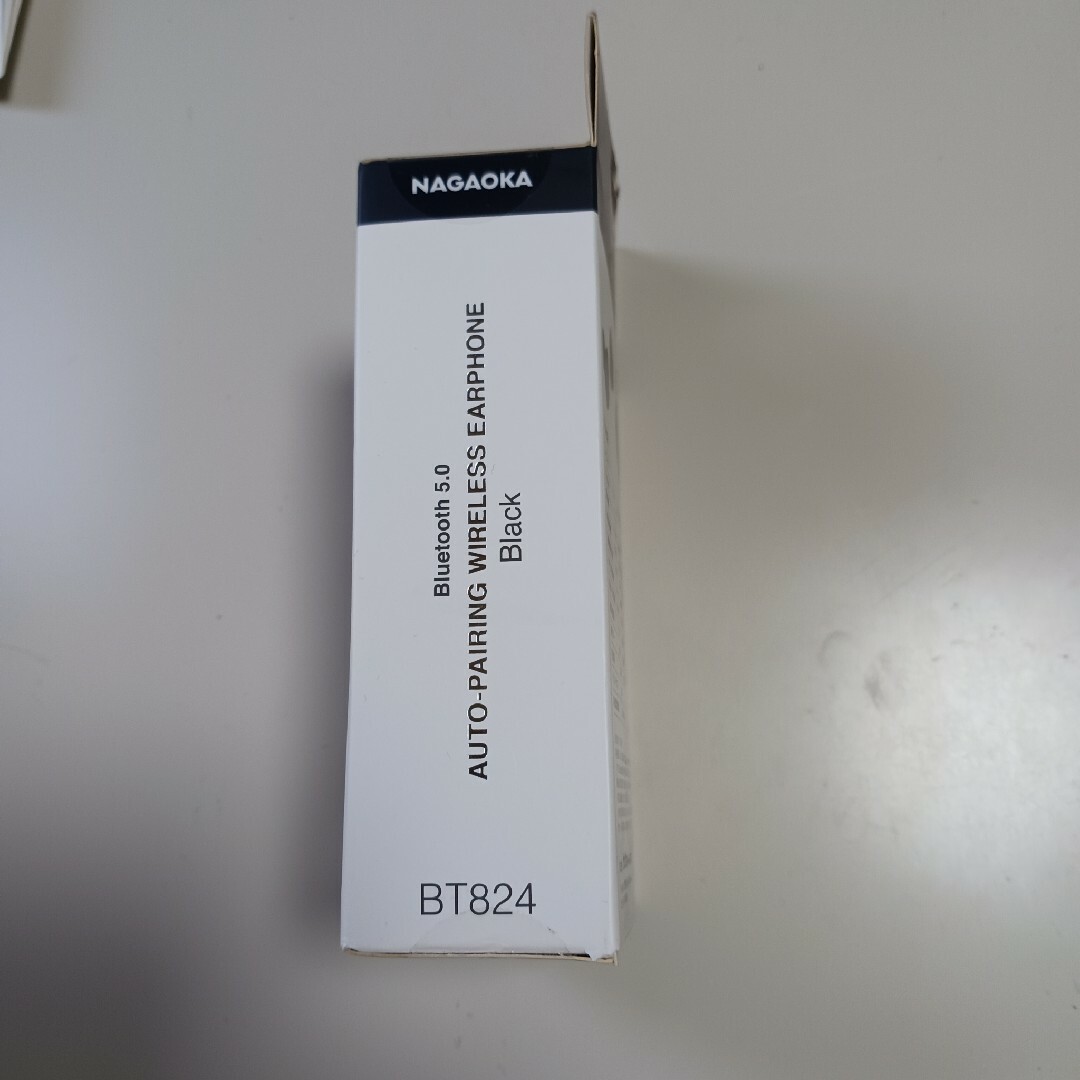 NAGAOKA
Bluetooth 5.0
AUTO-PAIRING WIRELESS EARPHONE
Black
BT824